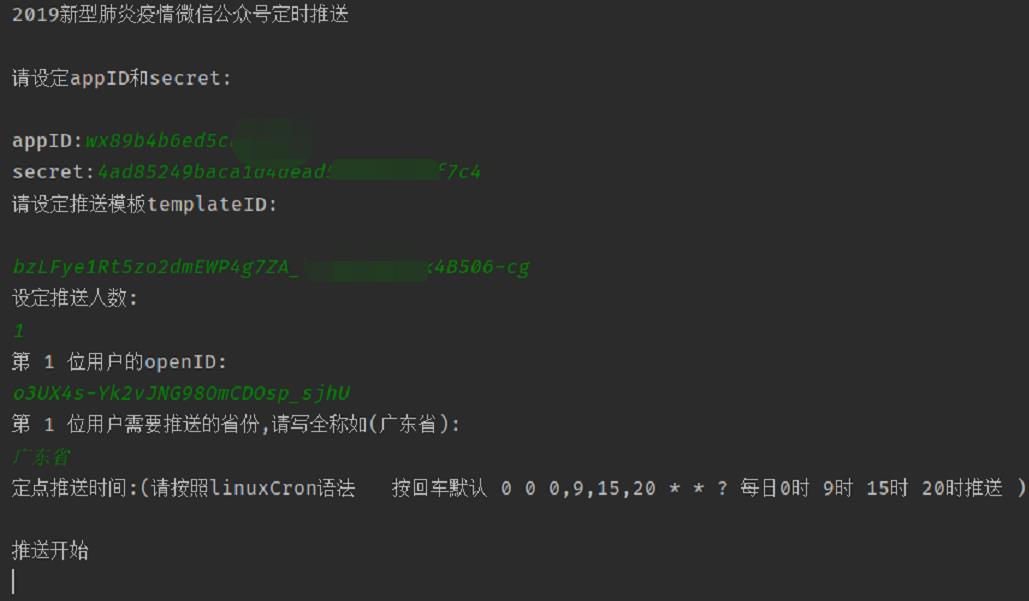 2019新型肺炎疫情微信公众号定时推送
请设定appID和secret:
appID:wx89b4b6ed5c
secret:4ad85249baca1d4dead f7c4
请设定推送模板templateID:
bzLFye1Rt5zo2dmEWP4g7ZA_ 4B506-cg
设定推送人数:
1
第 1 位用户的openID:
o3UX4s-Yk2vJNG98OmCDOsp_sjhU
第 1 位用户需要推送的省份,请写全称如(广东省):
广东省
定点推送时间:(请按照linuxCron语法 按回车默认 0 0 0,9,15,20 * * ? 每日0时 9时 15时 20时推送 )
推送开始